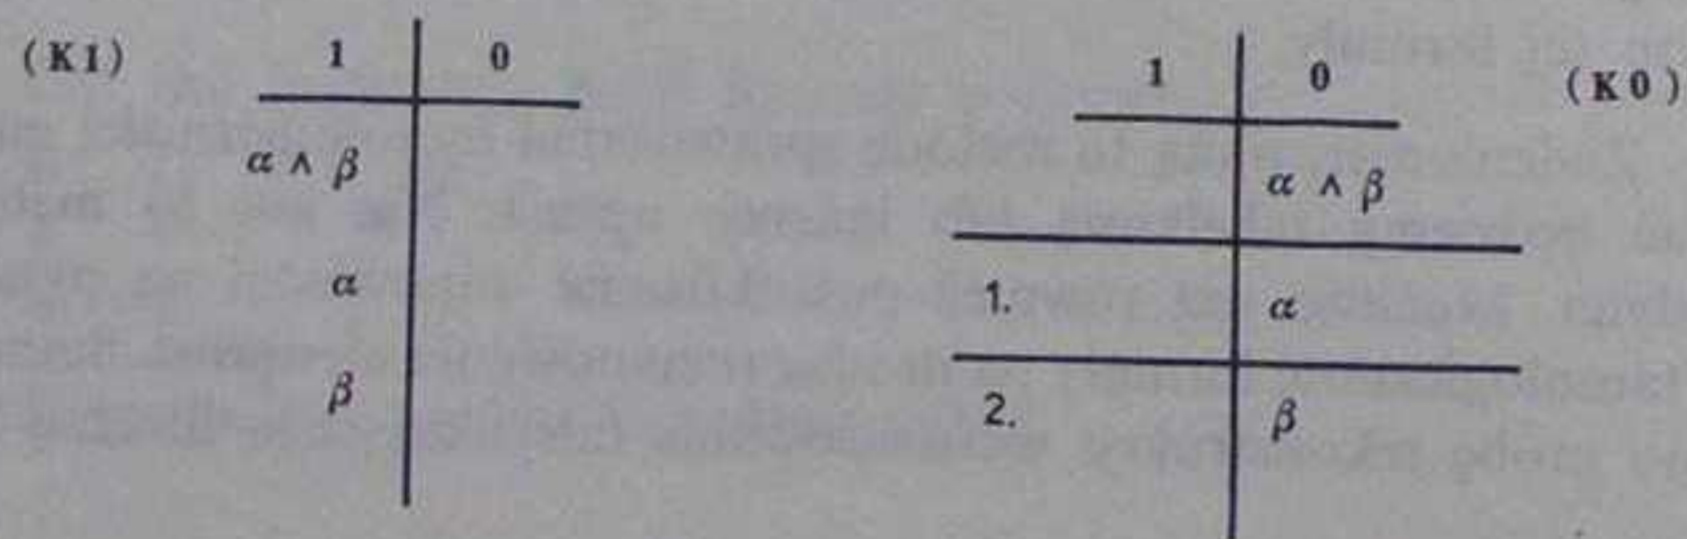 (K1) 1 0
α ∧ β
α
β
1 0 (K0)
α ∧ β
1. α
2. β